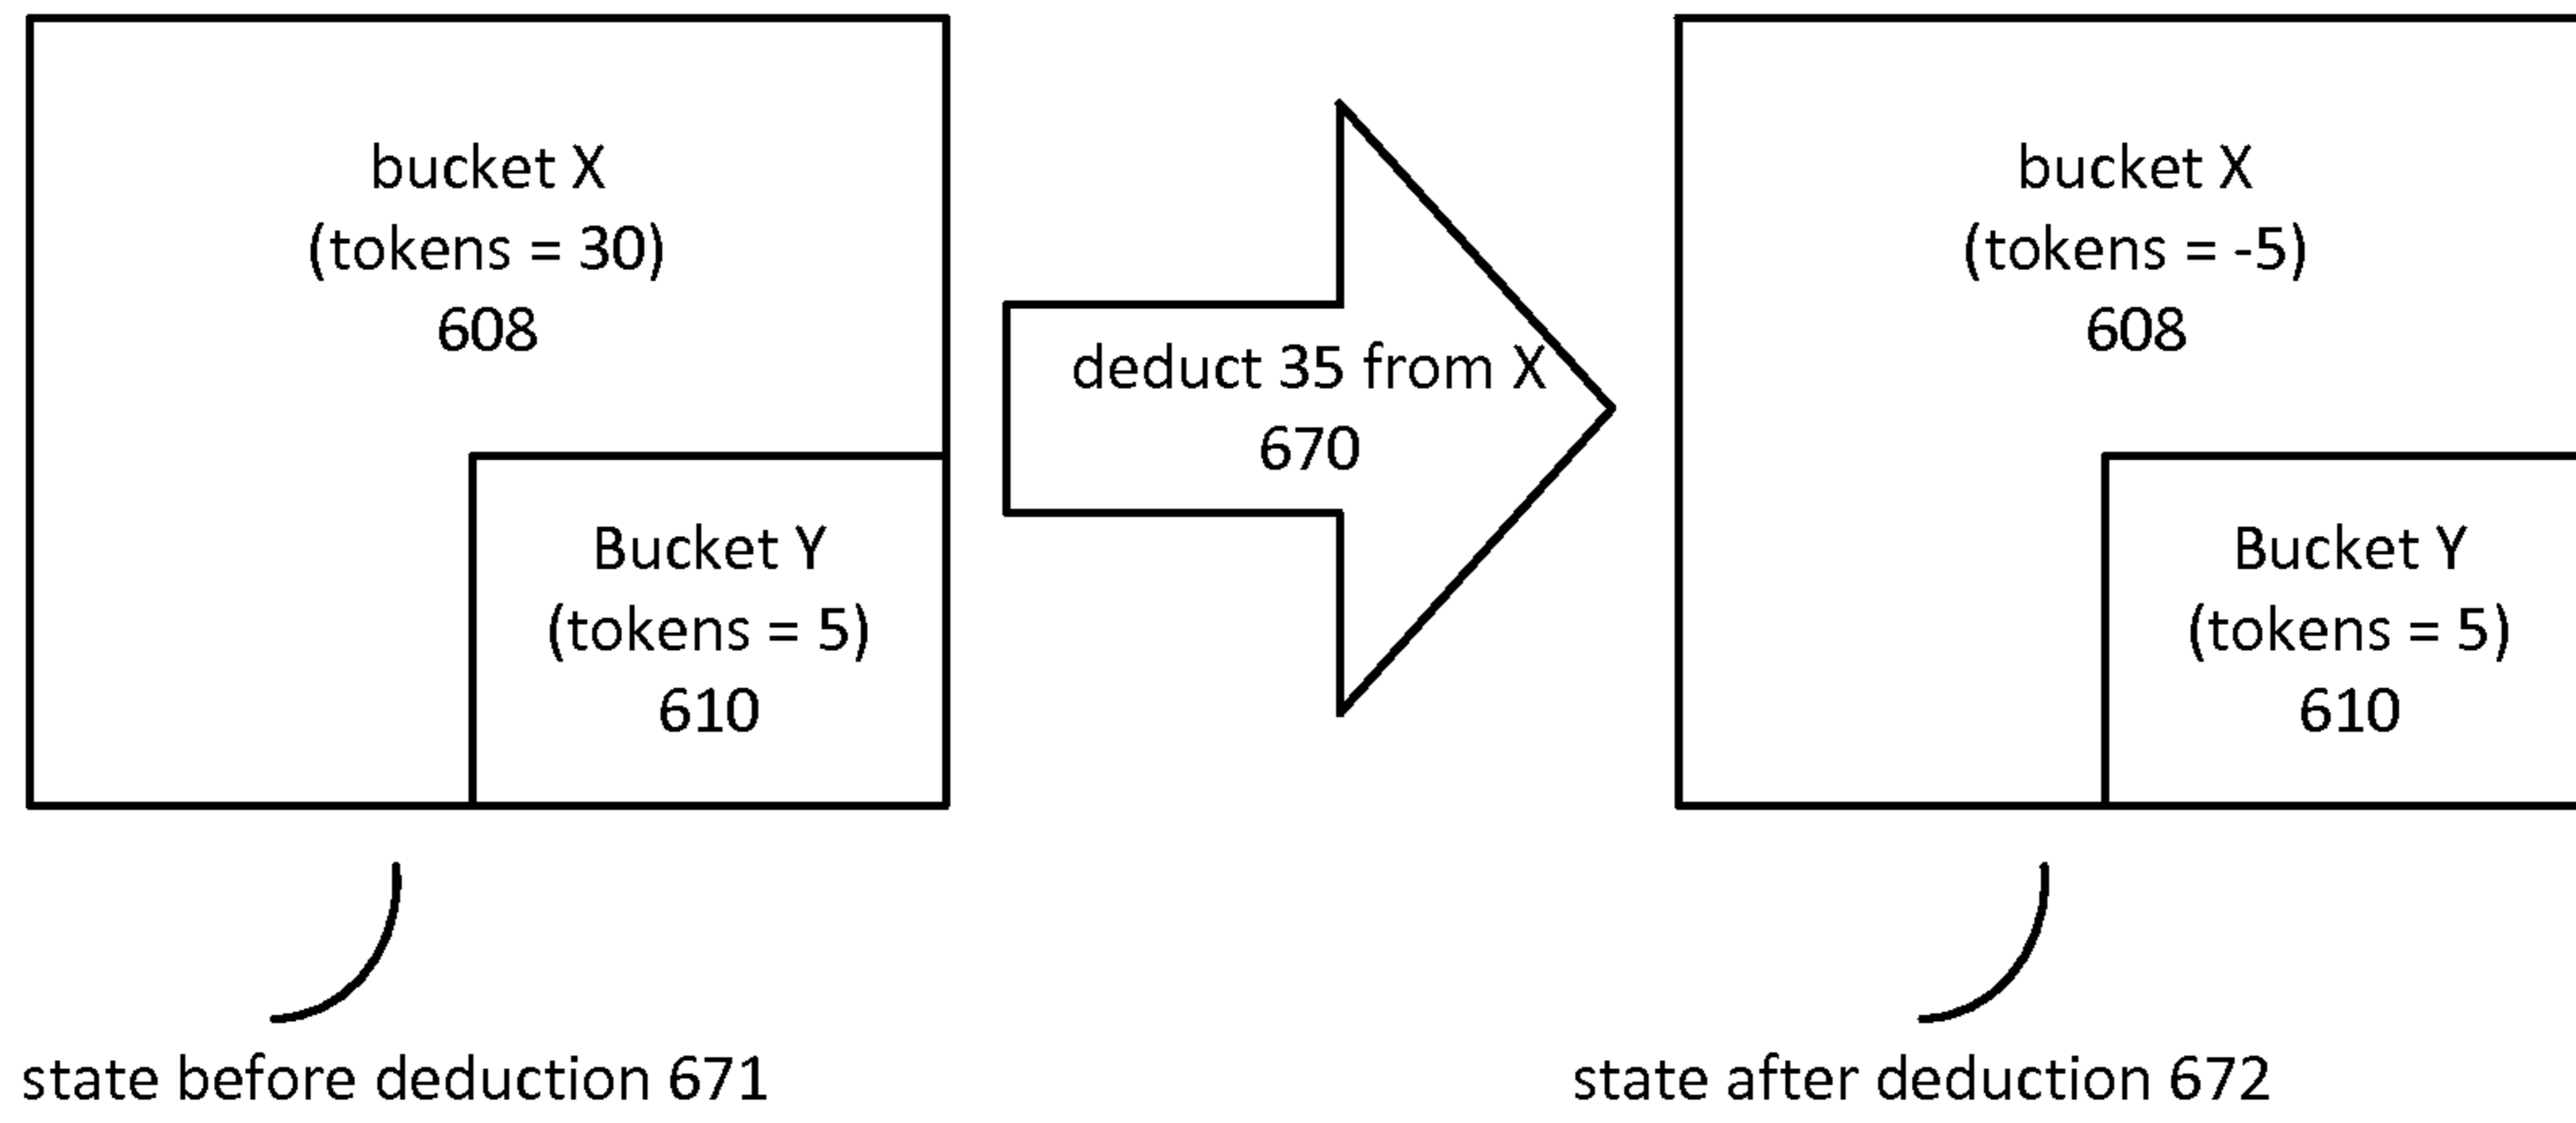 bucket X
(tokens = 30)
608
Bucket Y
(tokens = 5)
610
deduct 35 from X
670
bucket X
(tokens = -5)
608
Bucket Y
(tokens = 5)
610
state before deduction 671
state after deduction 672